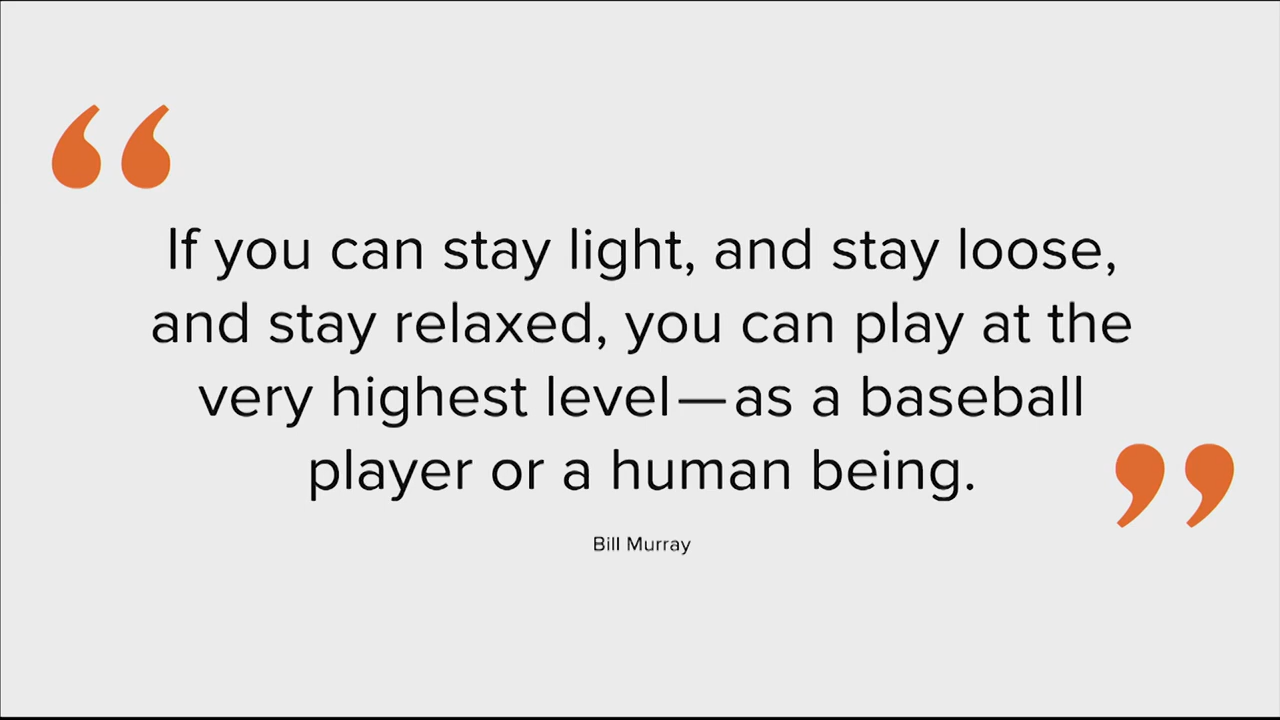 “
If you can stay light, and stay loose,
and stay relaxed, you can play at the
very highest level—as a baseball
player or a human being.
”
Bill Murray